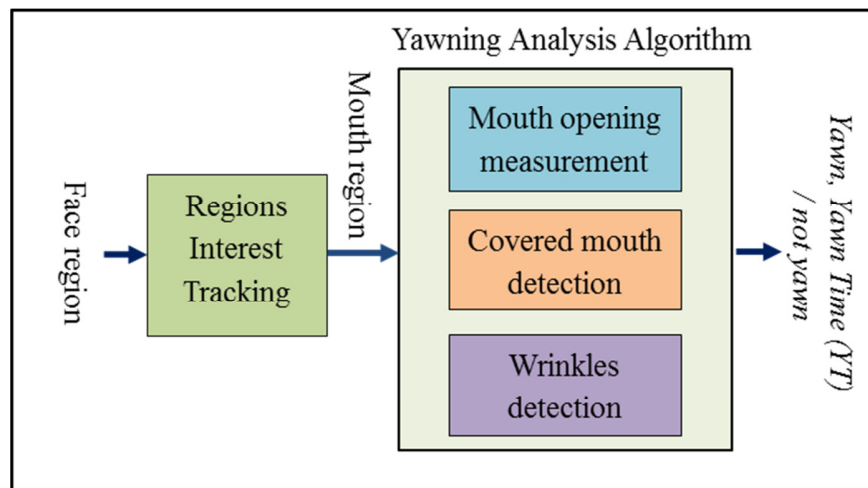 Yawning Analysis Algorithm
Face region
Regions
Interest
Tracking
Mouth region
Mouth opening
measurement
Covered mouth
detection
Wrinkles
detection
Yawn, Yawn Time (YT)
/ not yawn